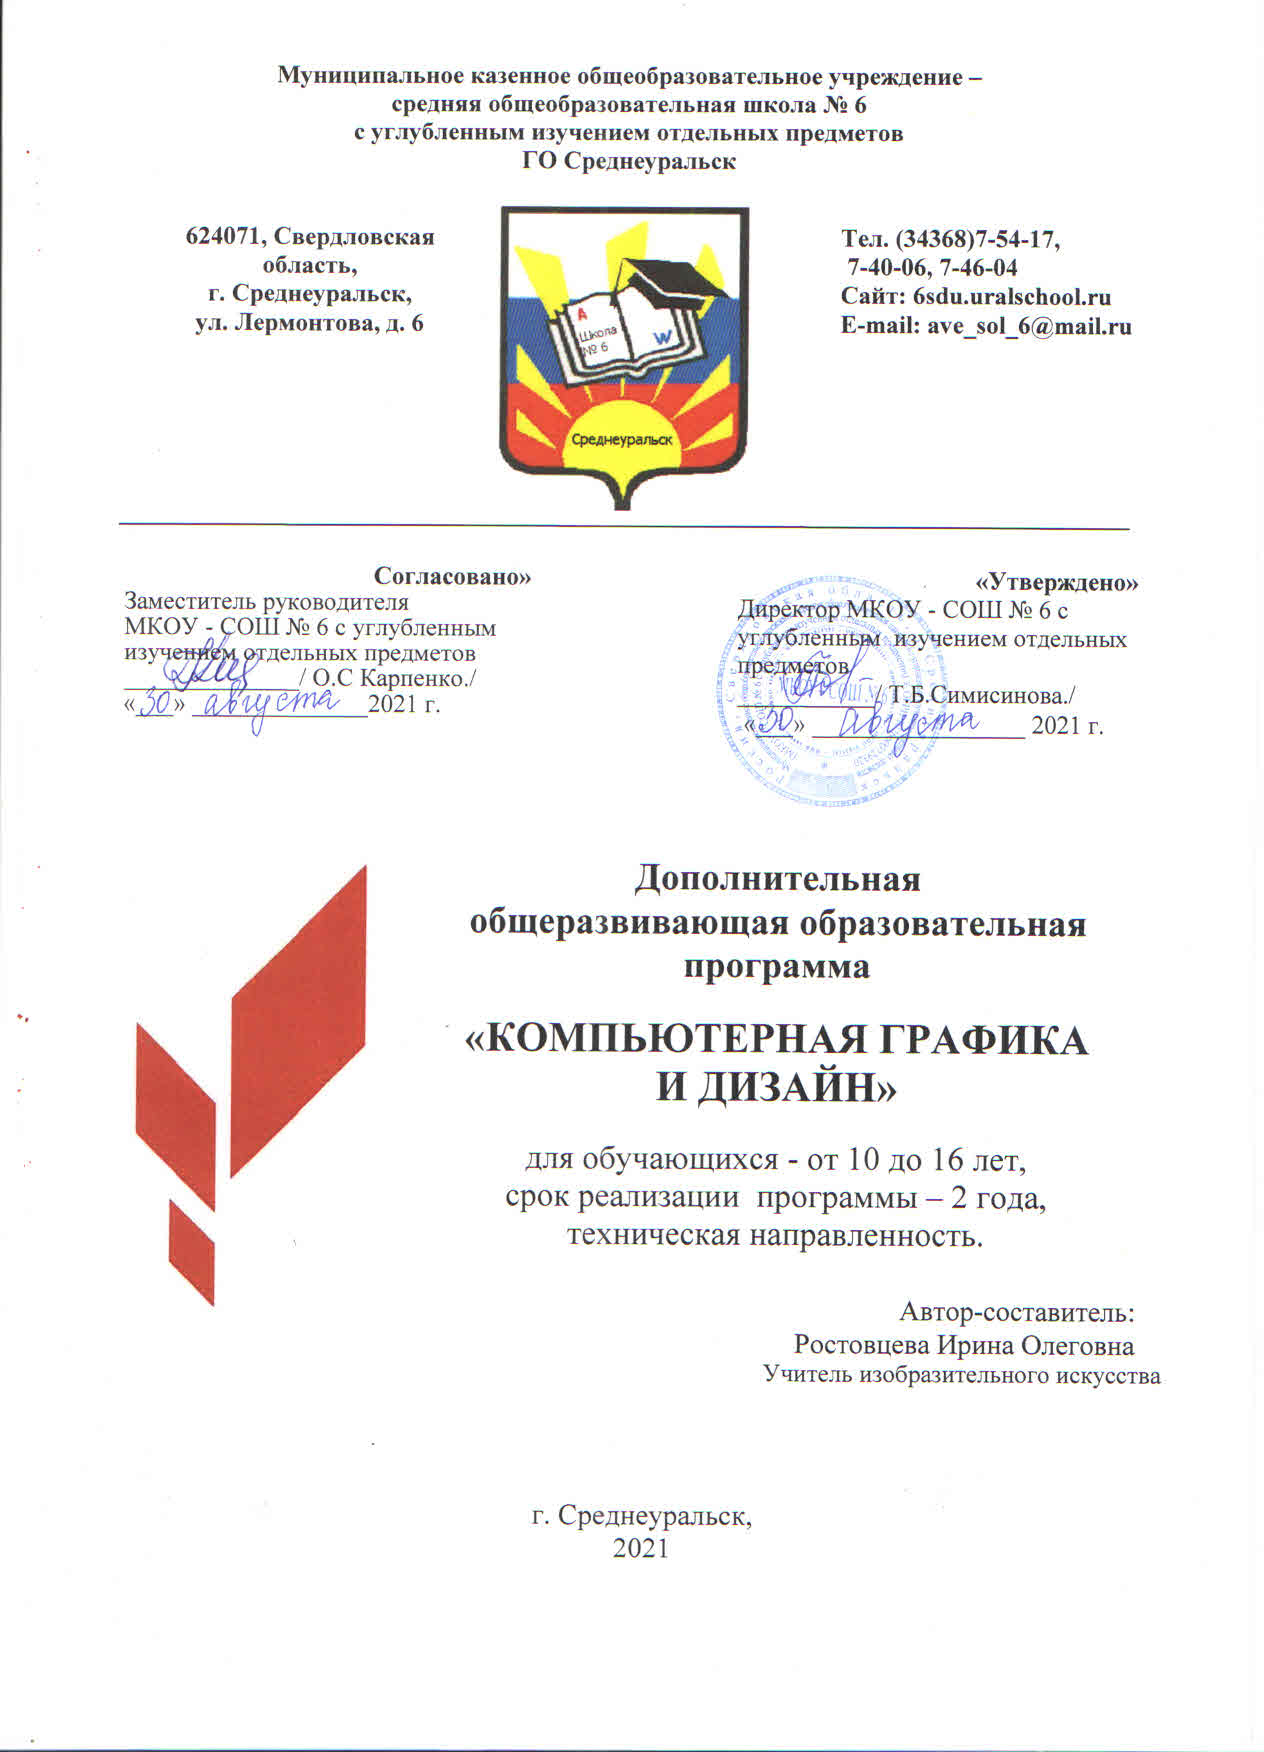 Муниципальное казенное общеобразовательное учреждение –
средняя общеобразовательная школа № 6
с углубленным изучением отдельных предметов
ГО Среднеуральск
624071, Свердловская
область,
г. Среднеуральск,
ул. Лермонтова, д. 6
А
Школа
№ 6
W
Среднеуральск
Тел. (34368)7-54-17,
7-40-06, 7-46-04
Сайт: 6sdu.uralschool.ru
E-mail: ave_sol_6@mail.ru
Согласовано»
Заместитель руководителя
МКОУ - СОШ № 6 с углубленным
изучением отдельных предметов
/ О.С Карпенко./
«30» августа 2021 г.
«Утверждено»
Директор МКОУ - СОШ № 6 с
углубленным изучением отдельных
предметов
/ Т.Б.Симисинова./
«30» августа 2021 г.
Дополнительная
общеразвивающая образовательная
программа
«КОМПЬЮТЕРНАЯ ГРАФИКА
И ДИЗАЙН»
для обучающихся - от 10 до 16 лет,
срок реализации программы – 2 года,
техническая направленность.
Автор-составитель:
Ростовцева Ирина Олеговна
Учитель изобразительного искусства
г. Среднеуральск,
2021